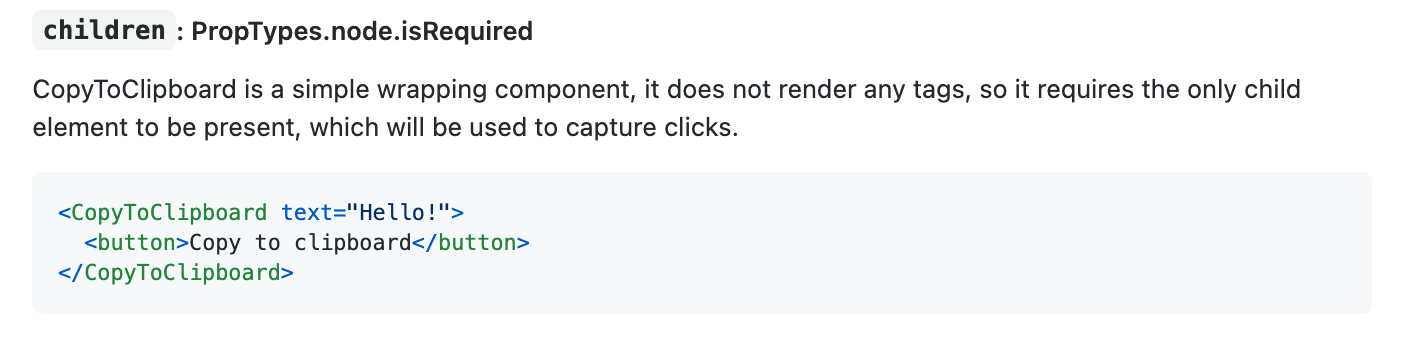 children : PropTypes.node.isRequired
CopyToClipboard is a simple wrapping component, it does not render any tags, so it requires the only child
element to be present, which will be used to capture clicks.
<CopyToClipboard text="Hello!">
  <button>Copy to clipboard</button>
</CopyToClipboard>